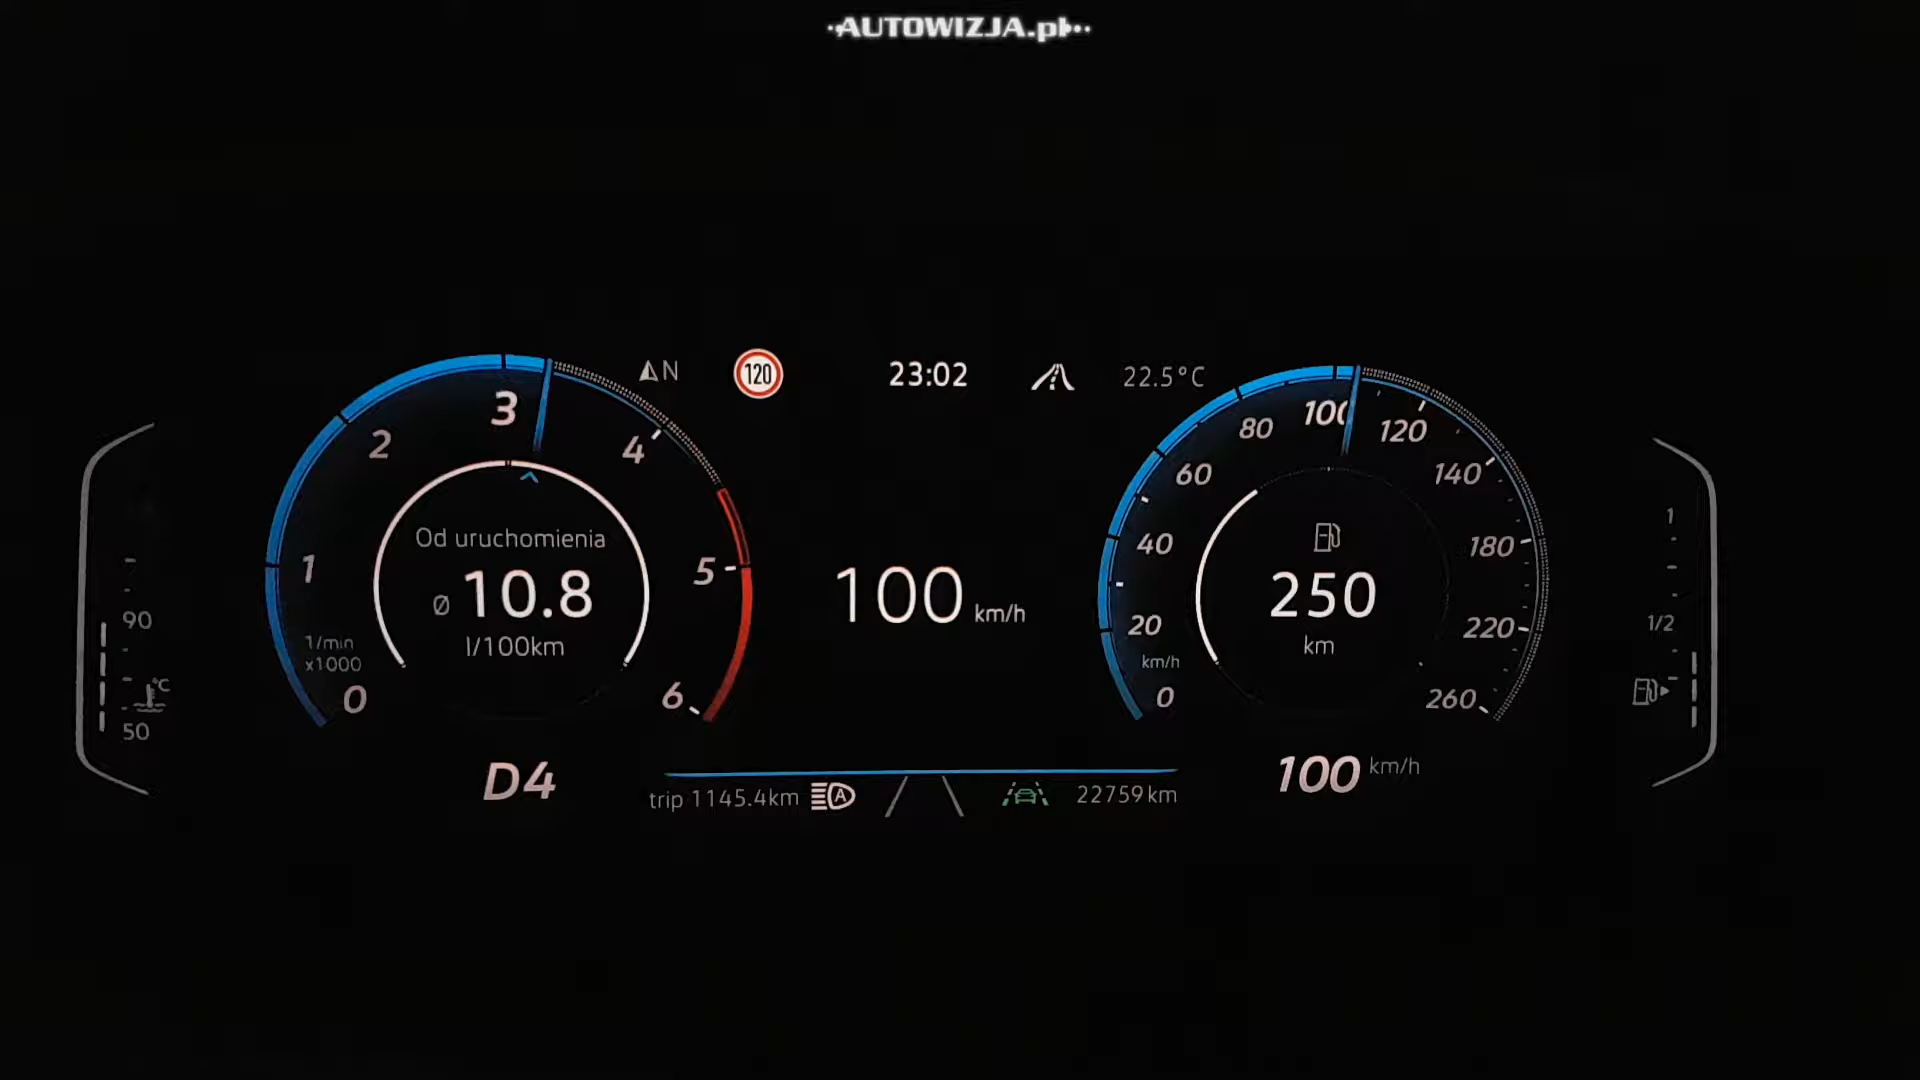 AUTOWIZJA.pl
N
120
23:02
22.5°C
0
1
2
3
4
5
6
1/min
x1000
Od uruchomienia
ø 10.8
l/100km
100 km/h
0
20
40
60
80
100
120
140
180
220
260
km/h
250
km
90
°C
50
1
1/2
D4
trip 1145.4km
A
22759km
100 km/h